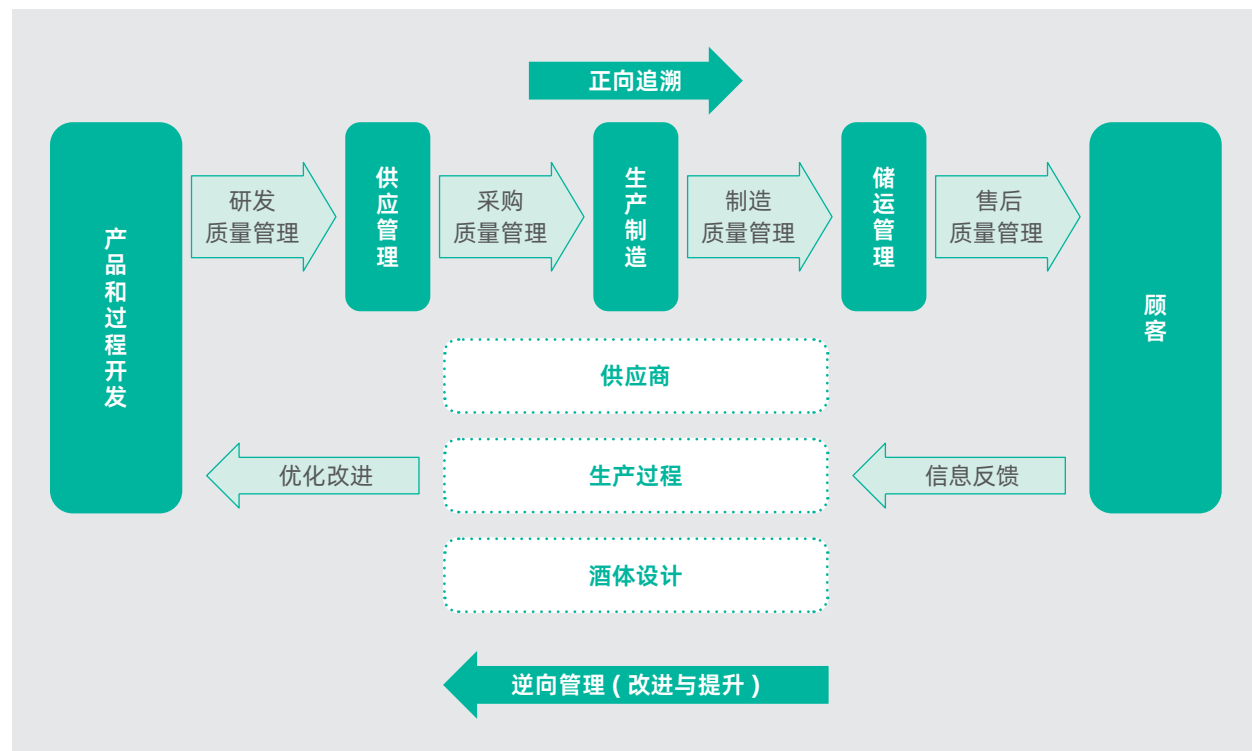 正向追溯
产品和过程开发
研发
质量管理
供应管理
采购
质量管理
生产制造
制造
质量管理
储运管理
售后
质量管理
顾客
供应商
优化改进
生产过程
信息反馈
酒体设计
逆向管理 ( 改进与提升 )